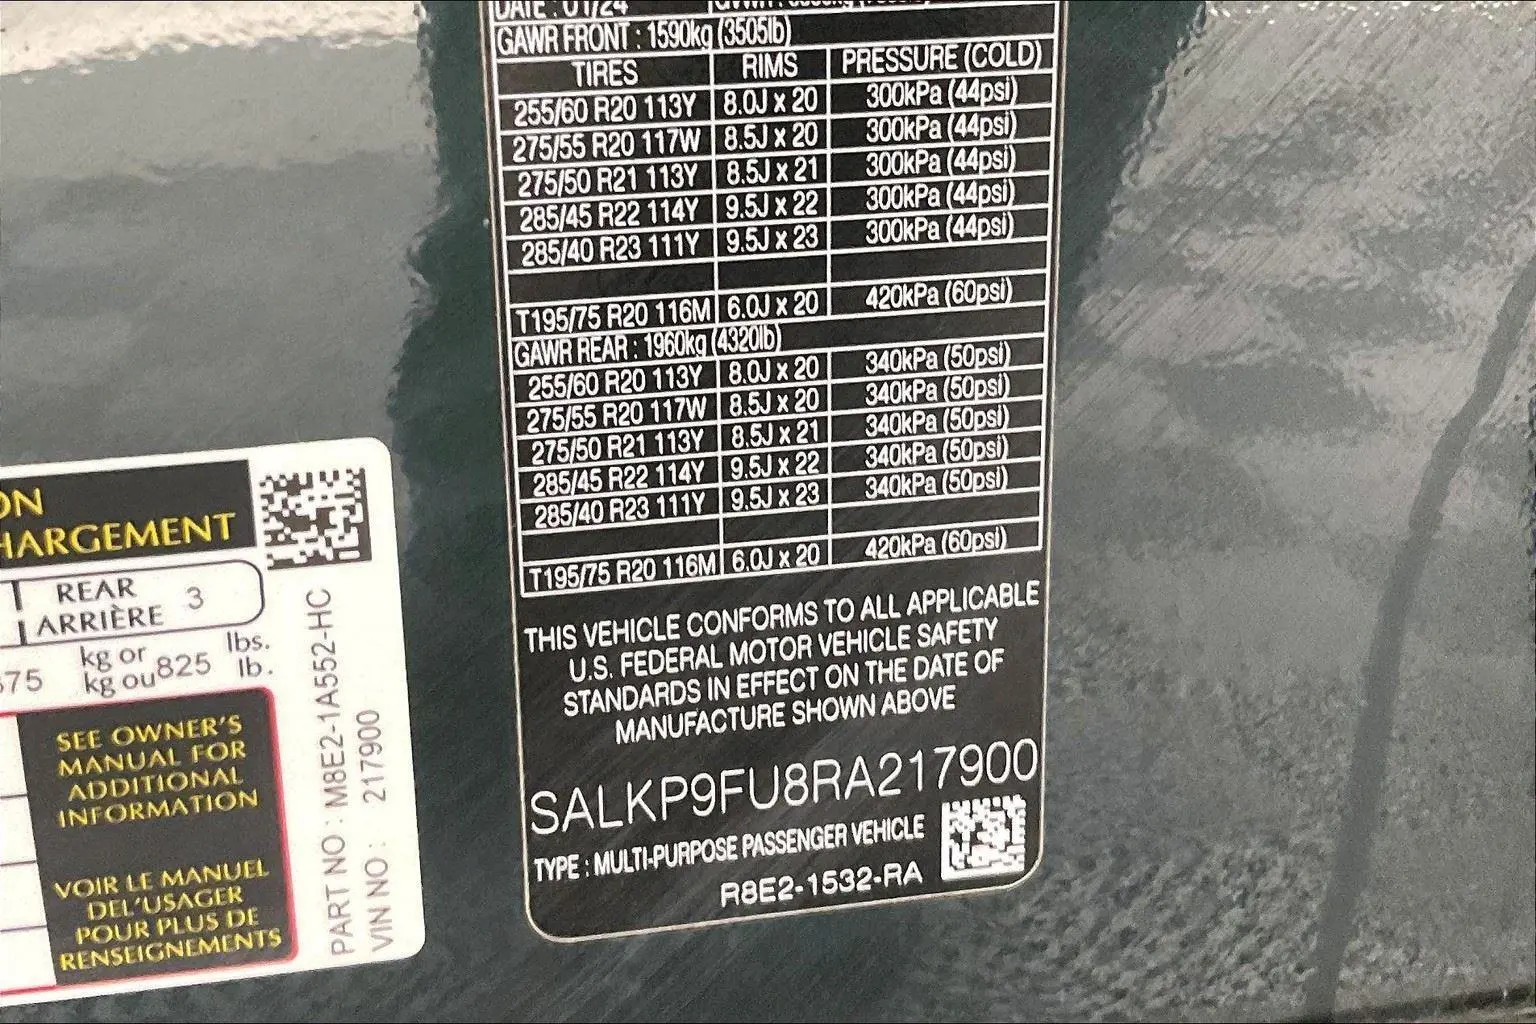 DATE : 01/24
GAWR FRONT : 1590kg (3505lb)
TIRES RIMS PRESSURE (COLD)
255/60 R20 113Y 8.0J x 20 300kPa (44psi)
275/55 R20 117W 8.5J x 20 300kPa (44psi)
275/50 R21 113Y 8.5J x 21 300kPa (44psi)
285/45 R22 114Y 9.5J x 22 300kPa (44psi)
285/40 R23 111Y 9.5J x 23 300kPa (44psi)
T195/75 R20 116M 6.0J x 20 420kPa (60psi)
GAWR REAR : 1960kg (4320lb)
255/60 R20 113Y 8.0J x 20 340kPa (50psi)
275/55 R20 117W 8.5J x 20 340kPa (50psi)
275/50 R21 113Y 8.5J x 21 340kPa (50psi)
285/45 R22 114Y 9.5J x 22 340kPa (50psi)
285/40 R23 111Y 9.5J x 23 340kPa (50psi)
T195/75 R20 116M 6.0J x 20 420kPa (60psi)
THIS VEHICLE CONFORMS TO ALL APPLICABLE
U.S. FEDERAL MOTOR VEHICLE SAFETY
STANDARDS IN EFFECT ON THE DATE OF
MANUFACTURE SHOWN ABOVE
SALKP9FU8RA217900
TYPE : MULTI-PURPOSE PASSENGER VEHICLE
R8E2-1532-RA
ON
HARGEMENT
REAR
ARRIÈRE 3
75 kg or 825 lbs.
kg ou lb.
SEE OWNER'S
MANUAL FOR
ADDITIONAL
INFORMATION
VOIR LE MANUEL
DEL'USAGER
POUR PLUS DE
RENSEIGNEMENTS
PART NO : M8E2-1A552-HC
VIN NO : 217900